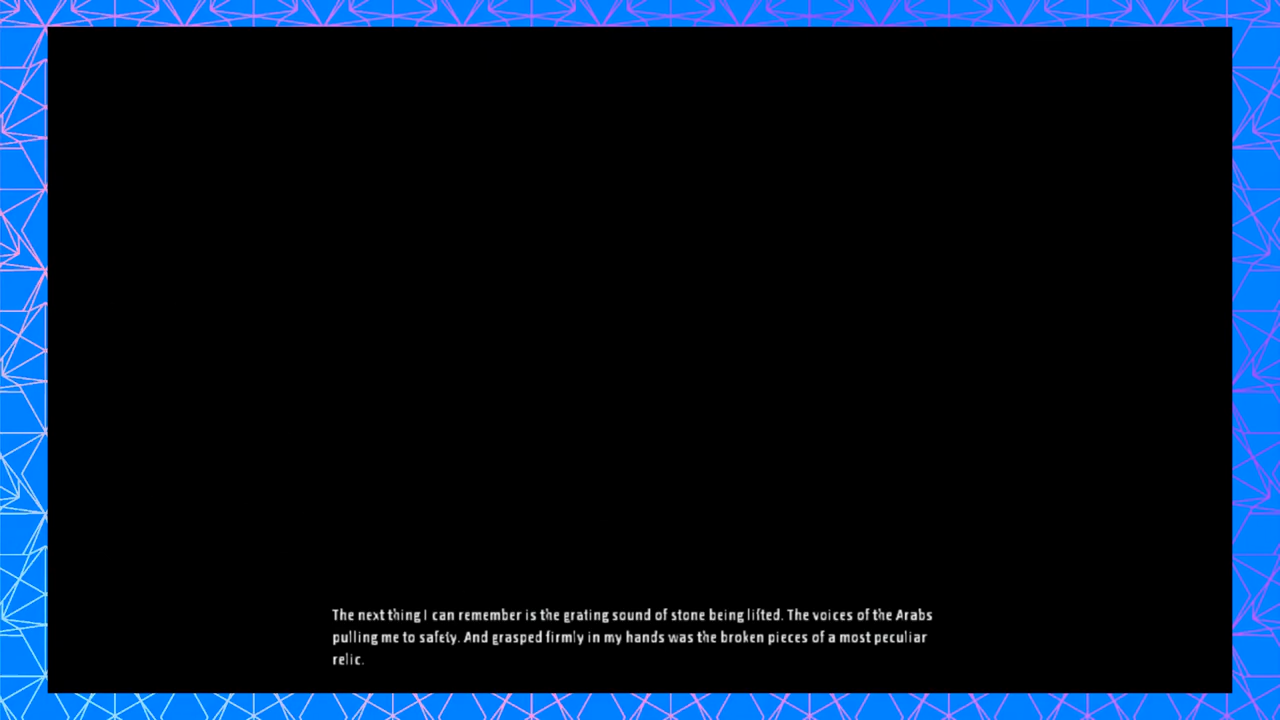 The next thing I can remember is the grating sound of stone being lifted. The voices of the Arabs
pulling me to safety. And grasped firmly in my hands was the broken pieces of a most peculiar
relic.